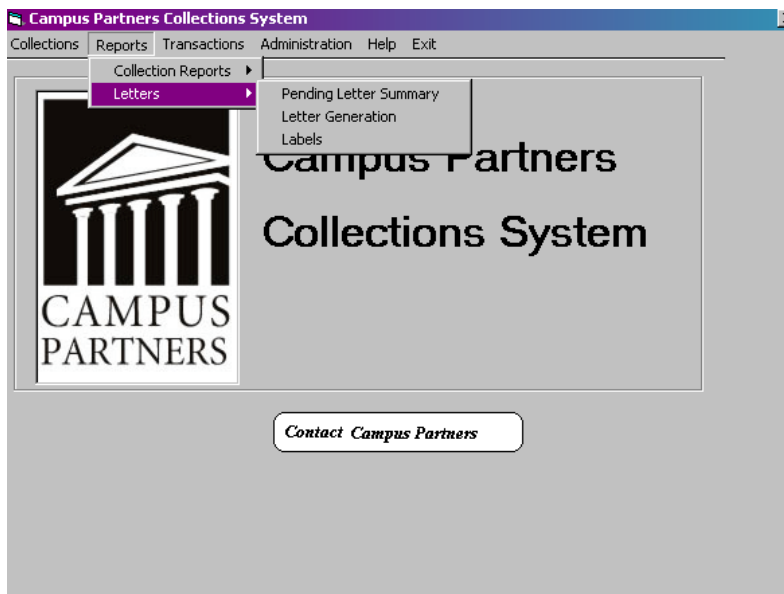 Campus Partners Collections System
Collections Reports Transactions Administration Help Exit
Collection Reports
Letters
Pending Letter Summary
Letter Generation
Labels
Campus Partners
Collections System
CAMPUS
PARTNERS
Contact Campus Partners